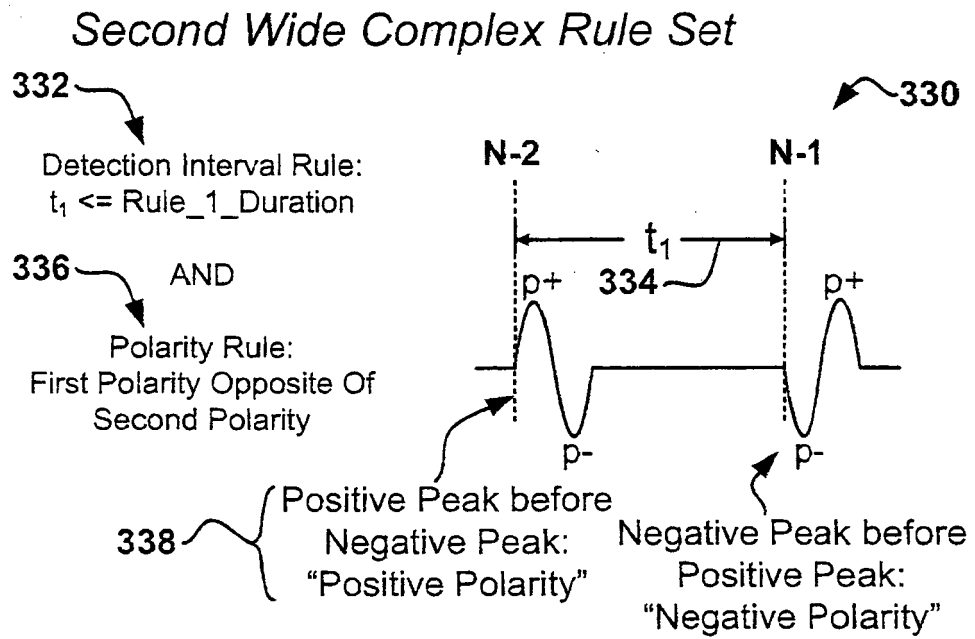 Second Wide Complex Rule Set
332
330
Detection Interval Rule:
t₁ <= Rule_1_Duration
336
AND
Polarity Rule:
First Polarity Opposite Of
Second Polarity
N-2
N-1
t₁
334
p+
p+
p-
p-
338
Positive Peak before
Negative Peak:
“Positive Polarity”
Negative Peak before
Positive Peak:
“Negative Polarity”